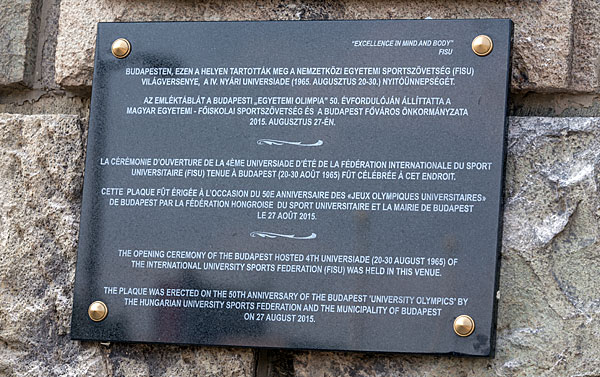 "EXCELLENCE IN MIND AND BODY"
FISU
BUDAPESTEN, EZEN A HELYEN TARTOTTÁK MEG A NEMZETKÖZI EGYETEMI SPORTSZÖVETSÉG (FISU)
VILÁGVERSENYE, A IV. NYÁRI UNIVERSIADE (1965. AUGUSZTUS 20-30.) NYITÓÜNNEPSÉGÉT.
AZ EMLÉKTÁBLÁT A BUDAPESTI „EGYETEMI OLIMPIA" 50. ÉVFORDULÓJÁN ÁLLÍTTATTA A
MAGYAR EGYETEMI - FŐISKOLAI SPORTSZÖVETSÉG ÉS A BUDAPEST FŐVÁROS ÖNKORMÁNYZATA
2015. AUGUSZTUS 27-ÉN.
LA CÉRÉMONIE D'OUVERTURE DE LA 4ÈME UNIVERSIADE D'ÉTÉ DE LA FÉDÉRATION INTERNATIONALE DU SPORT
UNIVERSITAIRE (FISU) TENUE À BUDAPEST (20-30 AOÛT 1965) FÛT CÉLÉBRÉE À CET ENDROIT.
CETTE PLAQUE FÛT ÉRIGÉE À L'OCCASION DU 50E ANNIVERSAIRE DES «JEUX OLYMPIQUES UNIVERSITAIRES»
DE BUDAPEST PAR LA FÉDÉRATION HONGROISE DU SPORT UNIVERSITAIRE ET LA MAIRIE DE BUDAPEST
LE 27 AOÛT 2015.
THE OPENING CEREMONY OF THE BUDAPEST HOSTED 4TH UNIVERSIADE (20-30 AUGUST 1965) OF
THE INTERNATIONAL UNIVERSITY SPORTS FEDERATION (FISU) WAS HELD IN THIS VENUE.
THE PLAQUE WAS ERECTED ON THE 50TH ANNIVERSARY OF THE BUDAPEST 'UNIVERSITY OLYMPICS' BY
THE HUNGARIAN UNIVERSITY SPORTS FEDERATION AND THE MUNICIPALITY OF BUDAPEST
ON 27 AUGUST 2015.